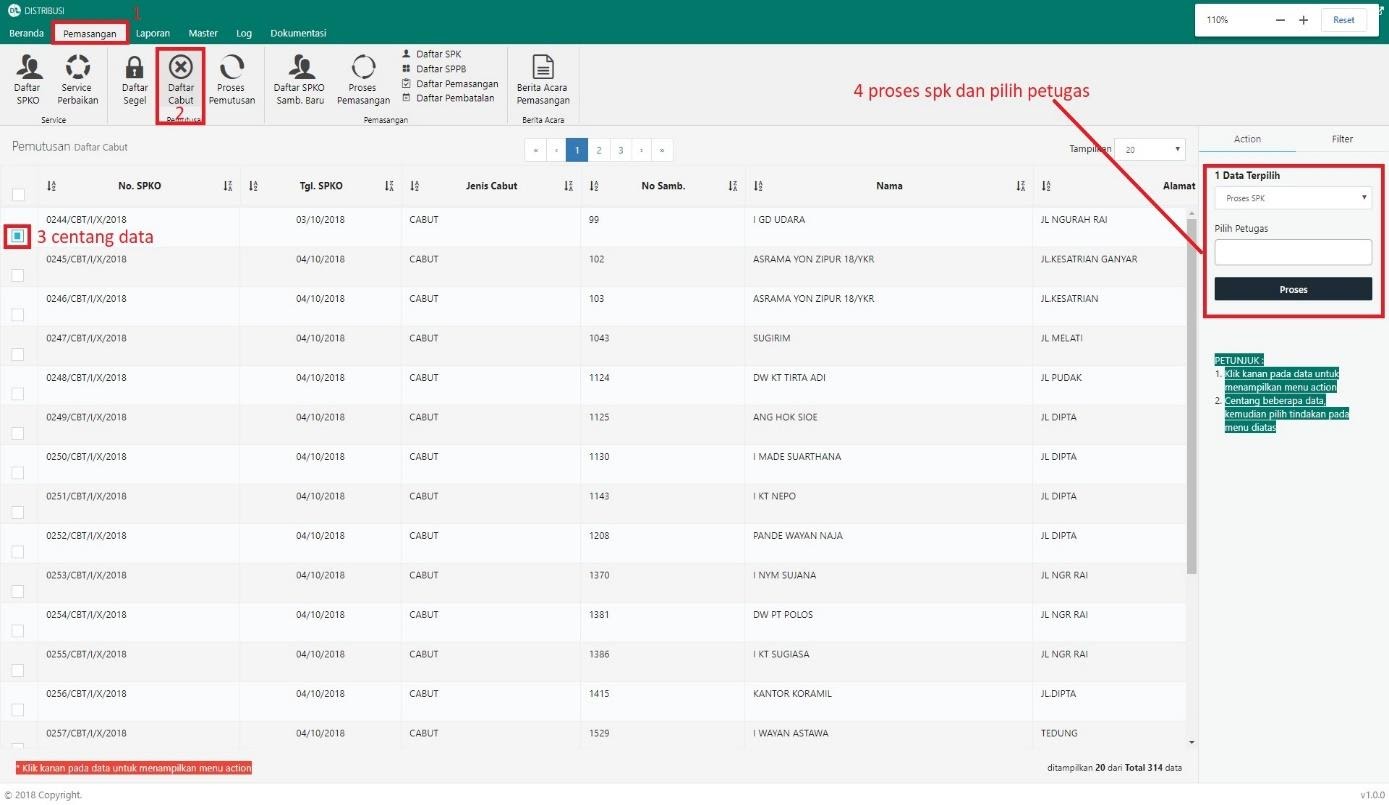 DISTRIBUSI
1
110%
Reset
Beranda Pemasangan Laporan Master Log Dokumentasi
Daftar SPKO
Service Perbaikan
Service
Daftar Segel
Daftar Cabut
2
Proses Pemutusan
Pemutusa
Daftar SPKO Samb. Baru
Proses Pemasangan
Daftar SPK
Daftar SPPB
Daftar Pemasangan
Daftar Pembatalan
Pemasangan
Berita Acara Pemasangan
Berita Acara
4 proses spk dan pilih petugas
Pemutusan Daftar Cabut
« ‹ 1 2 3 › »
Tampilkan 20
Action Filter
No. SPKO Tgl. SPKO Jenis Cabut No Samb. Nama Alamat
0244/CBT/I/X/2018 03/10/2018 CABUT 99 I GD UDARA JL NGURAH RAI
3 centang data
0245/CBT/I/X/2018 04/10/2018 CABUT 102 ASRAMA YON ZIPUR 18/YKR JL.KESATRIAN GANYAR
0246/CBT/I/X/2018 04/10/2018 CABUT 103 ASRAMA YON ZIPUR 18/YKR JL.KESATRIAN
0247/CBT/I/X/2018 04/10/2018 CABUT 1043 SUGIRIM JL MELATI
0248/CBT/I/X/2018 04/10/2018 CABUT 1124 DW KT TIRTA ADI JL PUDAK
0249/CBT/I/X/2018 04/10/2018 CABUT 1125 ANG HOK SIOE JL DIPTA
0250/CBT/I/X/2018 04/10/2018 CABUT 1130 I MADE SUARTHANA JL DIPTA
0251/CBT/I/X/2018 04/10/2018 CABUT 1143 I KT NEPO JL DIPTA
0252/CBT/I/X/2018 04/10/2018 CABUT 1208 PANDE WAYAN NAJA JL DIPTA
0253/CBT/I/X/2018 04/10/2018 CABUT 1370 I NYM SUJANA JL NGR RAI
0254/CBT/I/X/2018 04/10/2018 CABUT 1381 DW PT POLOS JL NGR RAI
0255/CBT/I/X/2018 04/10/2018 CABUT 1386 I KT SUGIASA JL NGR RAI
0256/CBT/I/X/2018 04/10/2018 CABUT 1415 KANTOR KORAMIL JL.DIPTA
0257/CBT/I/X/2018 04/10/2018 CABUT 1529 I WAYAN ASTAWA TEDUNG
1 Data Terpilih
Proses SPK
Pilih Petugas
Proses
PETUNJUK :
1. Klik kanan pada data untuk
menampilkan menu action
2. Centang beberapa data,
kemudian pilih tindakan pada
menu diatas
* Klik kanan pada data untuk menampilkan menu action
ditampilkan 20 dari Total 314 data
© 2018 Copyright.
v1.0.0